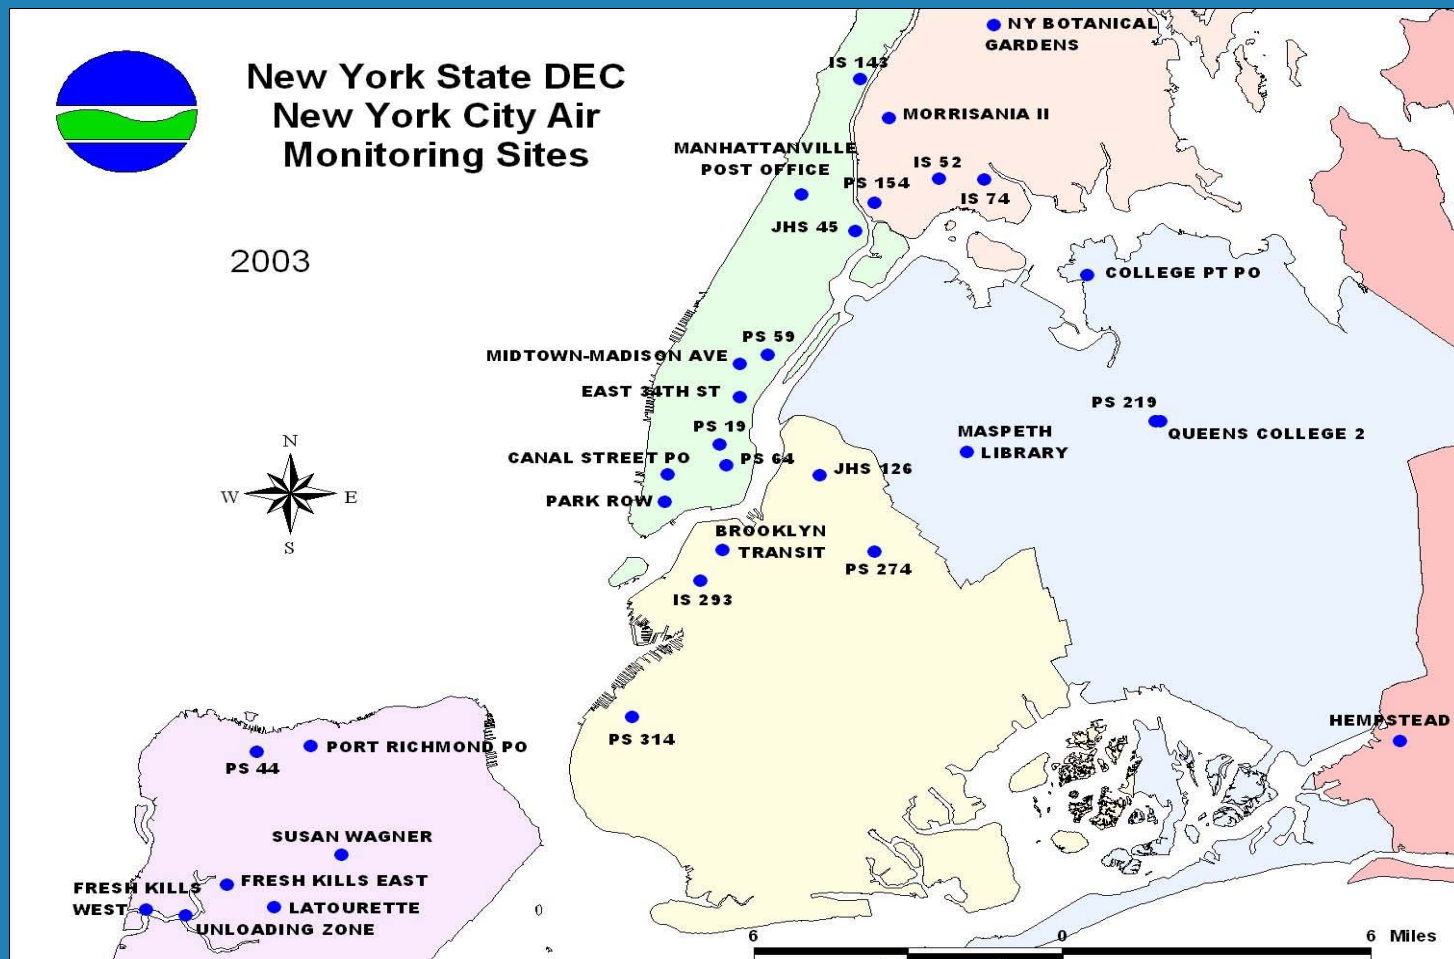 New York State DEC
New York City Air
Monitoring Sites
2003
N
W
E
S
NY BOTANICAL
GARDENS
IS 143
MORRISANIA II
MANHATTANVILLE
POST OFFICE
IS 52
PS 154
IS 74
JHS 45
COLLEGE PT PO
PS 59
MIDTOWN-MADISON AVE
EAST 34TH ST
PS 219
QUEENS COLLEGE 2
MASPETH
LIBRARY
PS 19
CANAL STREET PO
PS 64
JHS 126
PARK ROW
BROOKLYN
TRANSIT
PS 274
IS 293
PS 314
HEMPSTEAD
PORT RICHMOND PO
PS 44
SUSAN WAGNER
FRESH KILLS EAST
FRESH KILLS
WEST
LATOURETTE
UNLOADING ZONE
6 0 6 Miles